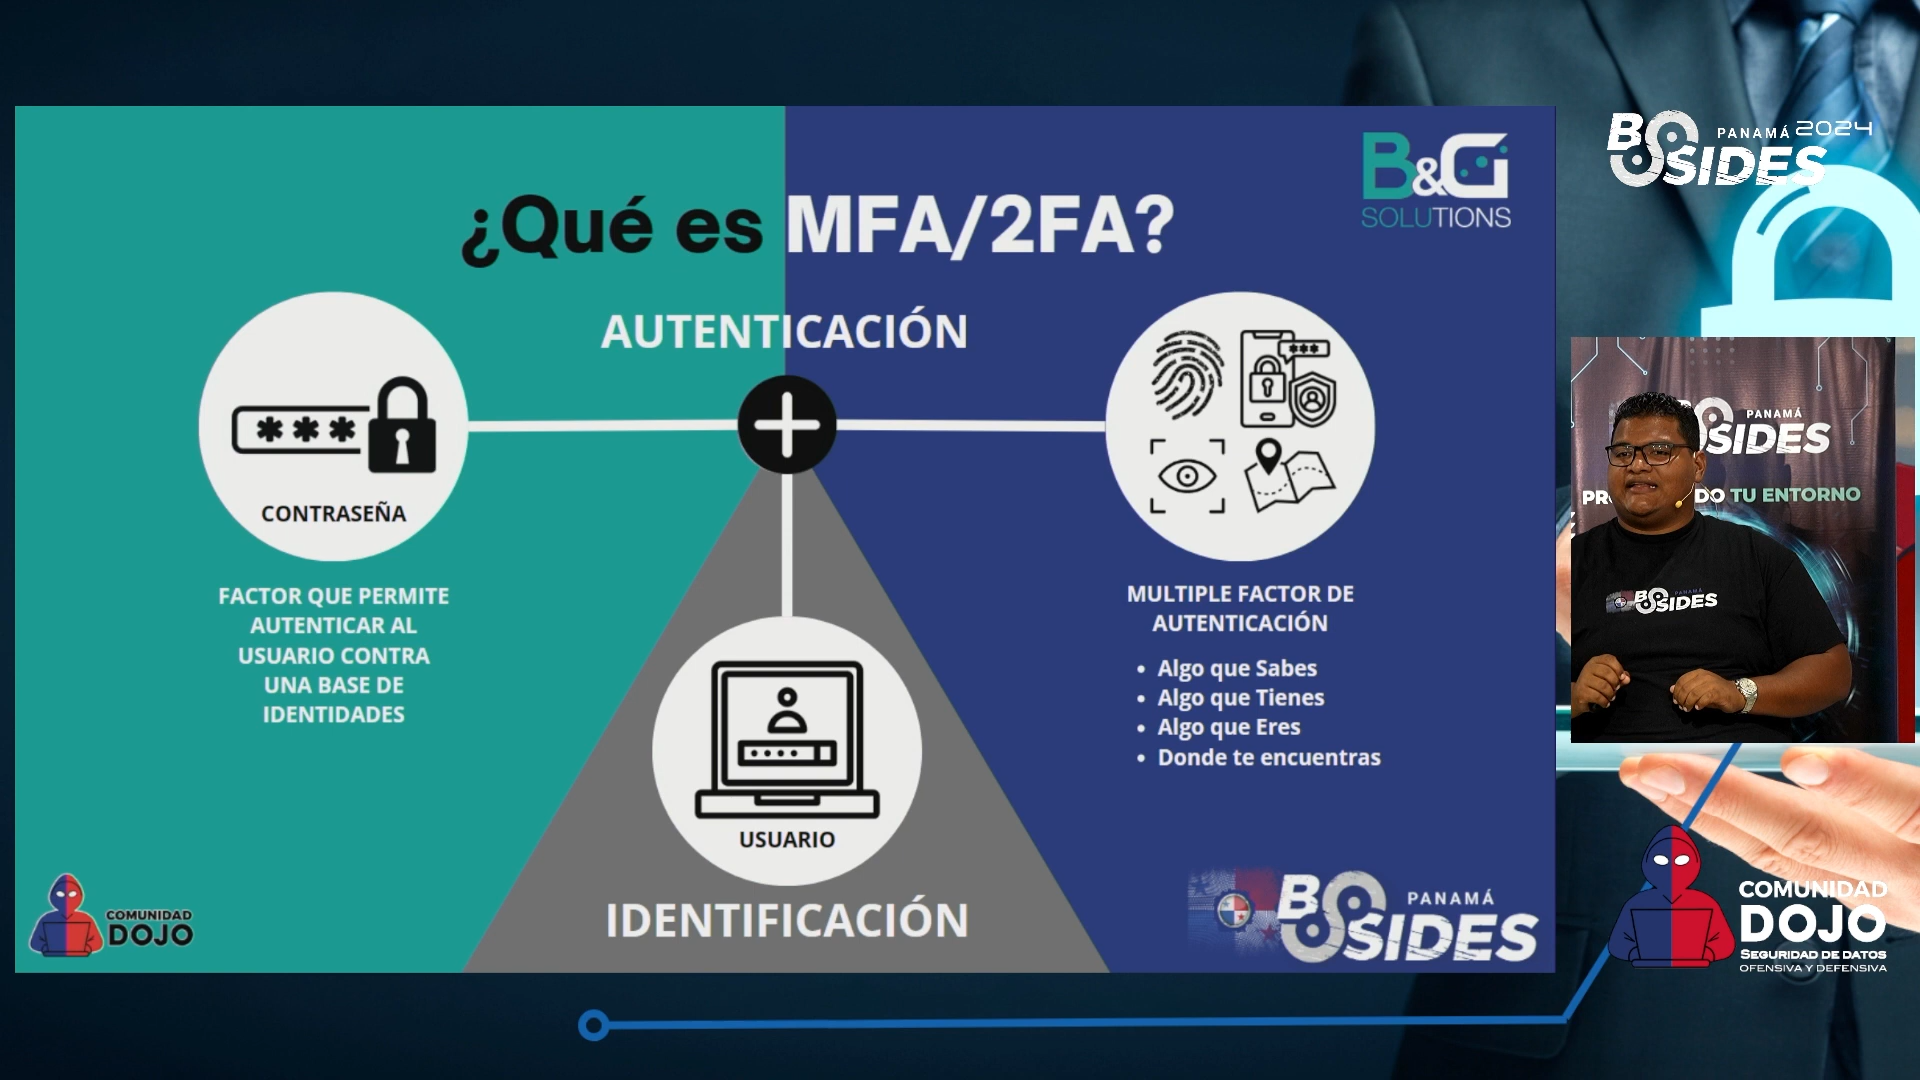 ¿Qué es MFA/2FA?
B&G
SOLUTIONS
AUTENTICACIÓN
***
***
CONTRASEÑA
FACTOR QUE PERMITE
AUTENTICAR AL
USUARIO CONTRA
UNA BASE DE
IDENTIDADES
USUARIO
IDENTIFICACIÓN
MULTIPLE FACTOR DE
AUTENTICACIÓN
• Algo que Sabes
• Algo que Tienes
• Algo que Eres
• Donde te encuentras
COMUNIDAD
DOJO
PANAMÁ
BSIDES
PANAMÁ 2024
BSIDES
PANAMÁ
SIDES
DO TU ENTORNO
PANAMÁ
BSIDES
COMUNIDAD
DOJO
SEGURIDAD DE DATOS
OFENSIVA Y DEFENSIVA